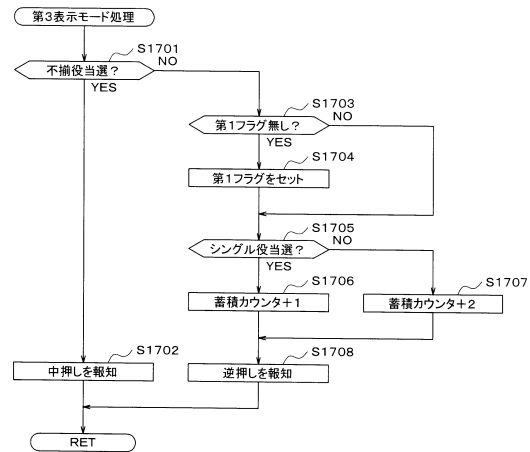 第3表示モード処理
S1701
不揃役当選？
NO
YES
S1703
第1フラグ無し？
NO
YES
S1704
第1フラグをセット
S1705
シングル役当選？
NO
YES
S1706
蓄積カウンタ＋1
S1707
蓄積カウンタ＋2
S1702
中押しを報知
S1708
逆押しを報知
RET